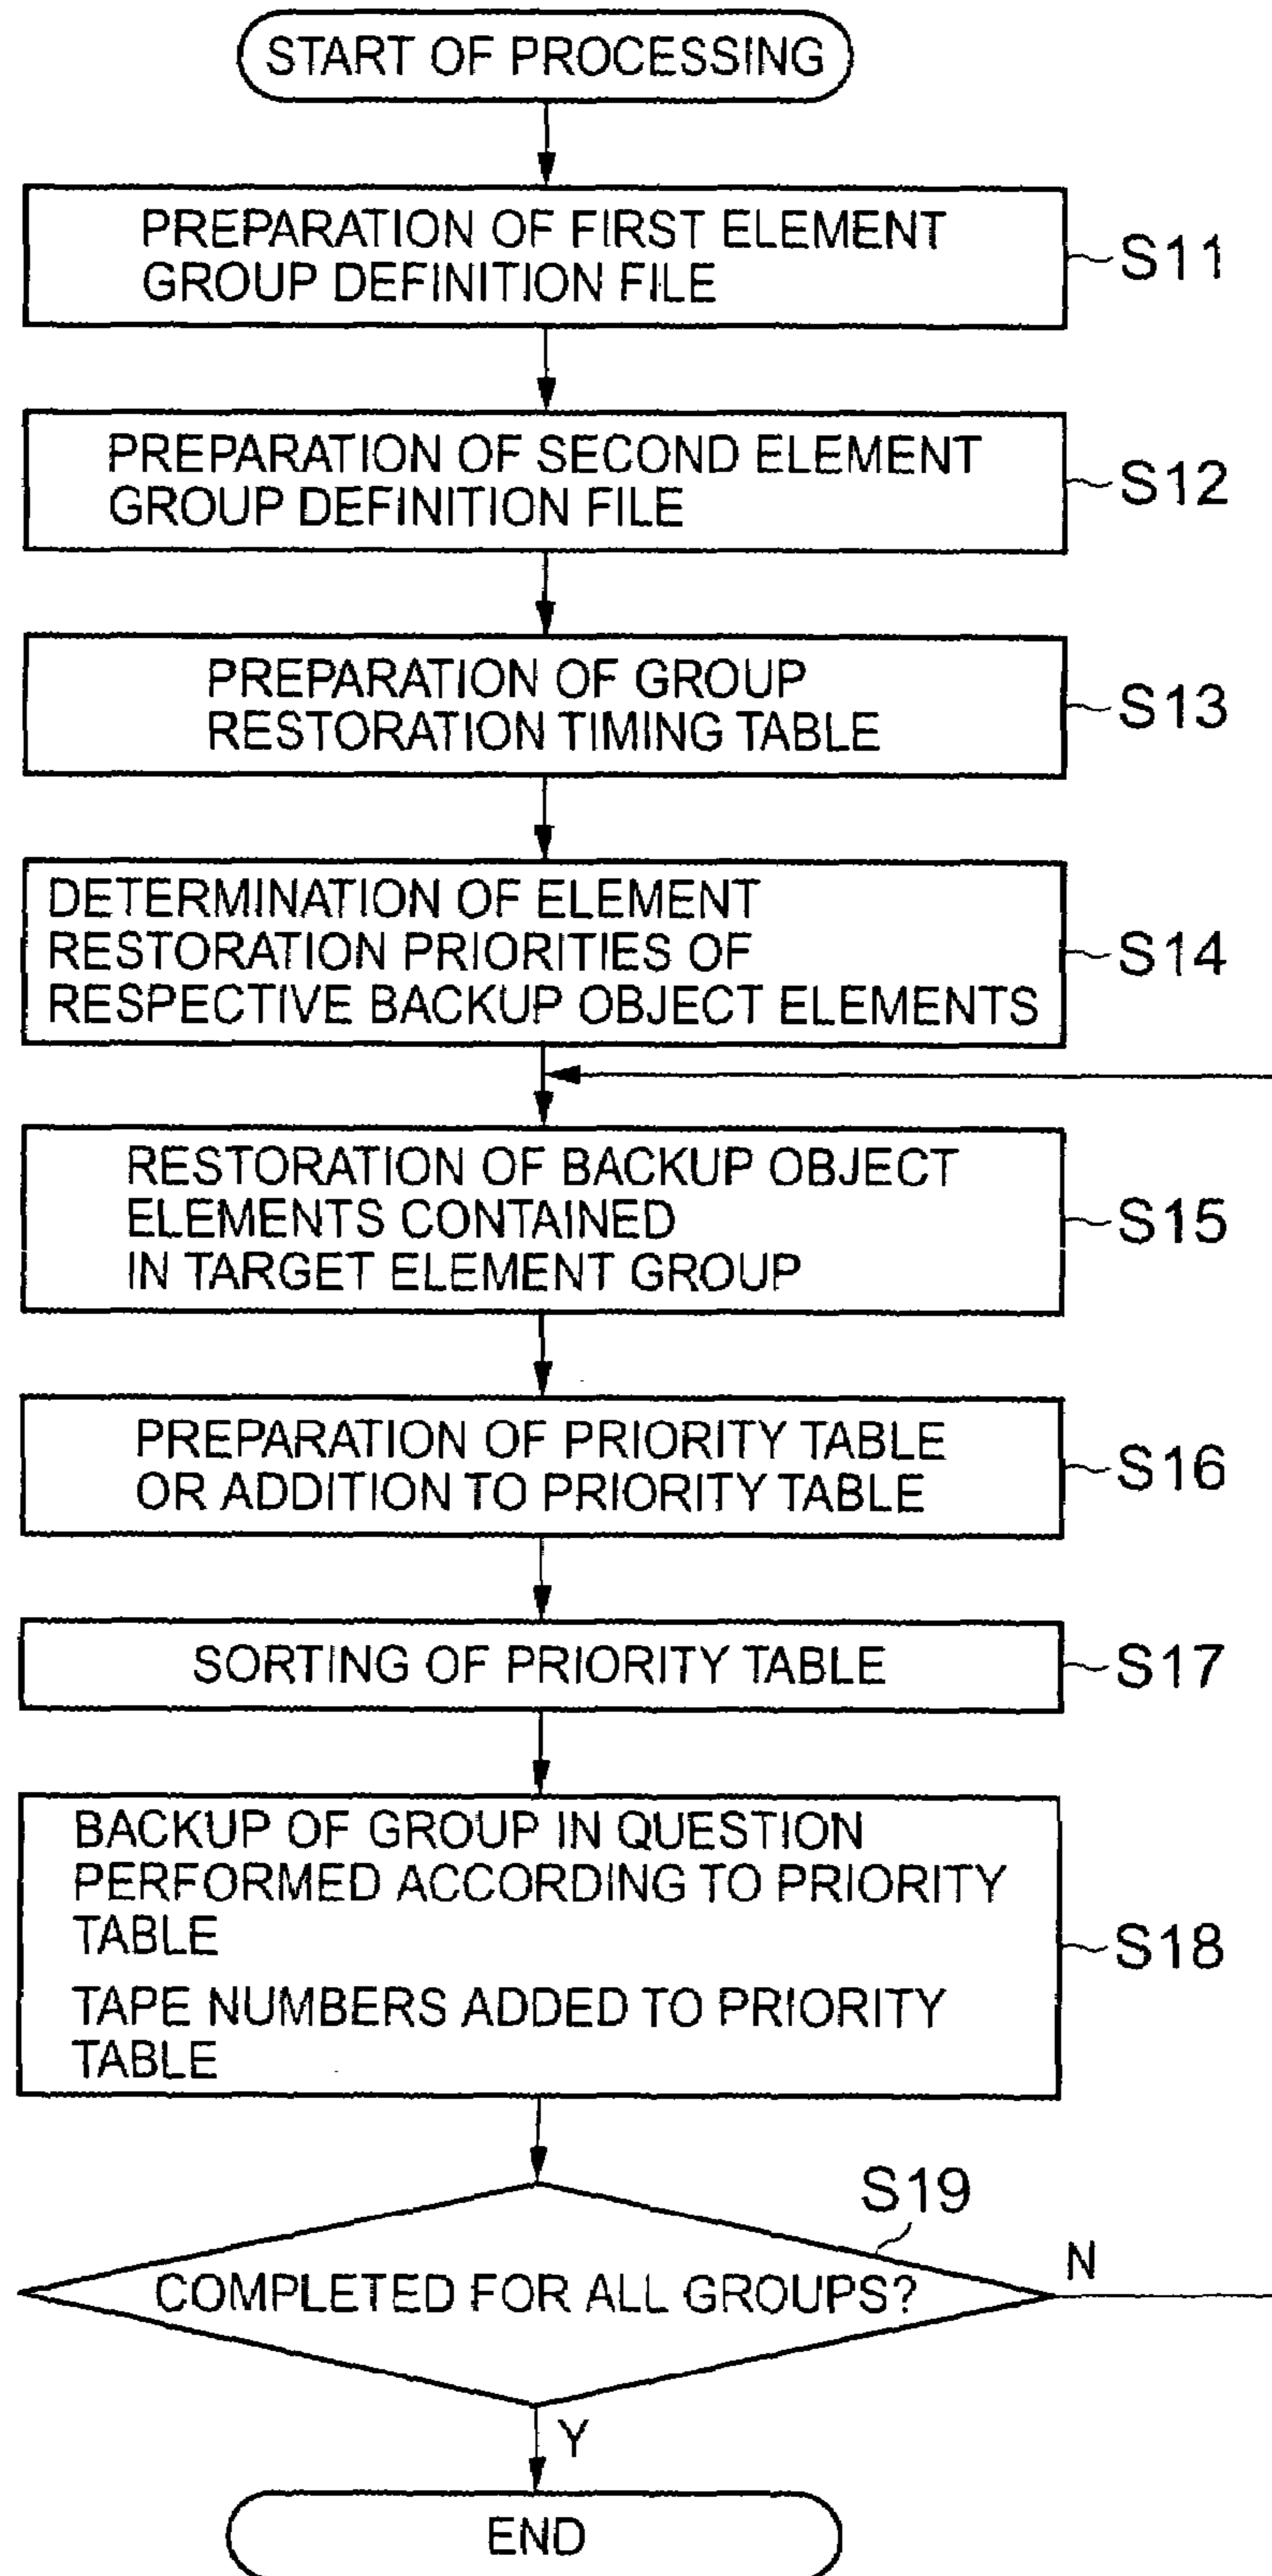 START OF PROCESSING
PREPARATION OF FIRST ELEMENT
GROUP DEFINITION FILE
S11
PREPARATION OF SECOND ELEMENT
GROUP DEFINITION FILE
S12
PREPARATION OF GROUP
RESTORATION TIMING TABLE
S13
DETERMINATION OF ELEMENT
RESTORATION PRIORITIES OF
RESPECTIVE BACKUP OBJECT ELEMENTS
S14
RESTORATION OF BACKUP OBJECT
ELEMENTS CONTAINED
IN TARGET ELEMENT GROUP
S15
PREPARATION OF PRIORITY TABLE
OR ADDITION TO PRIORITY TABLE
S16
SORTING OF PRIORITY TABLE
S17
BACKUP OF GROUP IN QUESTION
PERFORMED ACCORDING TO PRIORITY
TABLE
TAPE NUMBERS ADDED TO PRIORITY
TABLE
S18
S19
COMPLETED FOR ALL GROUPS?
N
Y
END